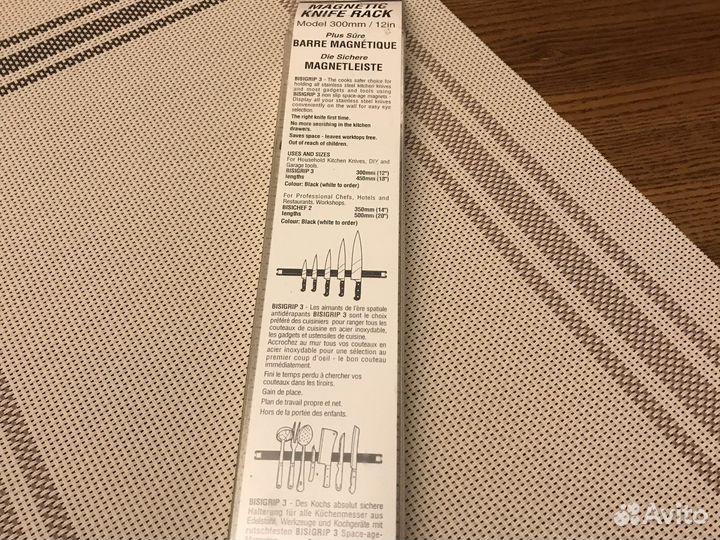 MAGNETIC
KNIFE RACK
Model 300mm / 12in
Plus Sûre
BARRE MAGNÉTIQUE
Die Sichere
MAGNETLEISTE
BISIGRIP 3 - The cooks safer choice for
holding all stainless steel kitchen knives
and most gadgets and tools using
BISIGRIP 3 non slip space-age magnets -
Display all your stainless steel knives
conveniently on the wall for easy eye
selection.
The right knife first time.
No more searching in the kitchen
drawers.
Saves space - leaves worktops free.
Out of reach of children.
USES AND SIZES
For Household Kitchen Knives, DIY and
Garage tools.
BISIGRIP 3 300mm (12")
lengths 450mm (18")
Colour: Black (white to order)
For Professional Chefs, Hotels and
Restaurants, Workshops.
BISICHEF 2 350mm (14")
lengths 500mm (20")
Colour: Black (white to order)
BISIGRIP 3 - Les aimants de l'ère spatiale
antidérapants BISIGRIP 3 sont le choix
préféré des cuisiniers pour ranger tous les
couteaux de cuisine en acier inoxydable,
les gadgets et ustensiles de cuisine.
Accrochez au mur tous vos couteaux en
acier inoxydable pour une sélection au
premier coup d'oeil - le bon couteau
immédiatement.
Fini le temps perdu à chercher vos
couteaux dans les tiroirs.
Gain de place.
Plan de travail propre et net.
Hors de la portée des enfants.
BISIGRIP 3 - Des Kochs absolut sichere
Halterung für alle Küchenmesser aus
Edelstahl, Werkzeuge und Kochgeräte mit
rutschfesten BISIGRIP 3 Space-age-
Avito